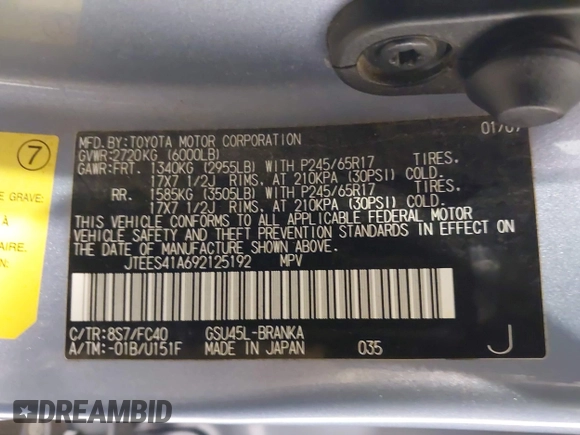 MFD.BY:TOYOTA MOTOR CORPORATION
GVWR:2720KG (6000LB)
GAWR:FRT. 1340KG (2955LB) WITH P245/65R17 TIRES,
17X7 1/2J RIMS, AT 210KPA (30PSI) COLD.
RR. 1585KG (3505LB) WITH P245/65R17 TIRES,
17X7 1/2J RIMS, AT 210KPA (30PSI) COLD.
THIS VEHICLE CONFORMS TO ALL APPLICABLE FEDERAL MOTOR
VEHICLE SAFETY AND THEFT PREVENTION STANDARDS IN EFFECT
ON THE DATE OF MANUFACTURE SHOWN ABOVE.
JTEES41A692125192 MPV
C/TR:8S7/FC40 GSU45L-BRANKA
A/TM:-01B/U151F MADE IN JAPAN 035 J
7
E GRAVE:
À
AIRE.
DREAMBID